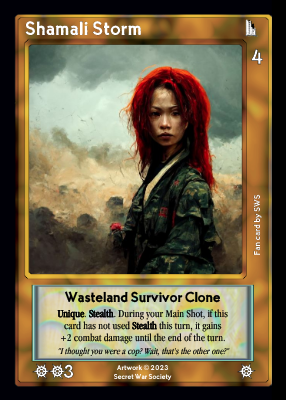 Shamali Storm
4
Fan card by SWS
Wasteland Survivor Clone
Unique. Stealth. During your Main Shot, if this
card has not used Stealth this turn, it gains
+2 combat damage until the end of the turn.
"I thought you were a cop? Wait, that's the other one?"
3
Artwork © 2023
Secret War Society